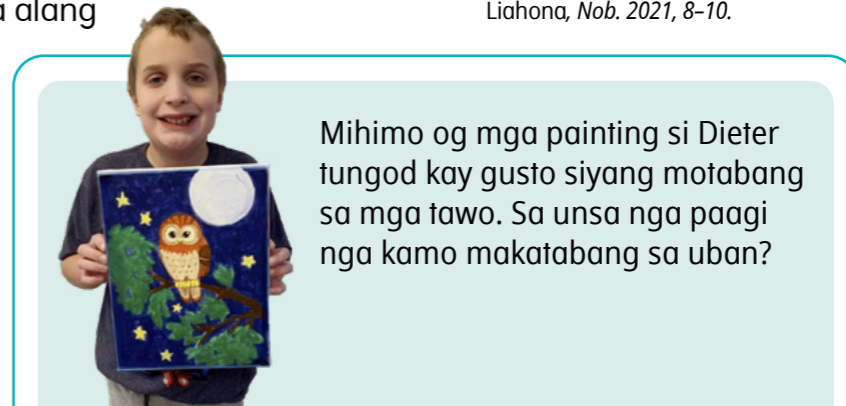 a alang
Liahona, Nob. 2021, 8–10.
Mihimo og mga painting si Dieter
tungod kay gusto siyang motabang
sa mga tawo. Sa unsa nga paagi
nga kamo makatabang sa uban?